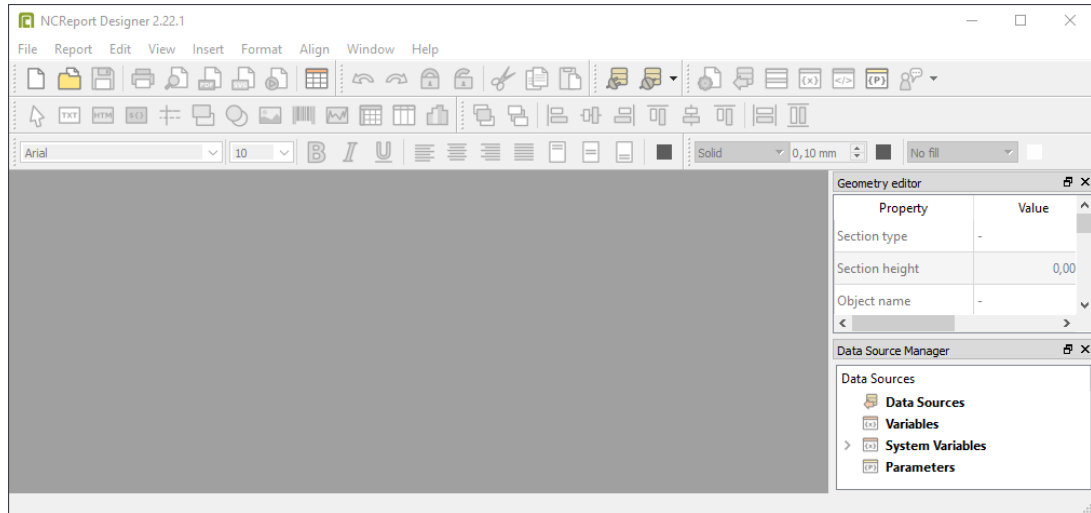 NCReport Designer 2.22.1
File Report Edit View Insert Format Align Window Help
TXT HTM
Arial 10 B I U Solid 0,10 mm No fill
Geometry editor
Property Value
Section type -
Section height 0,00
Object name -
Data Source Manager
Data Sources
Data Sources
Variables
System Variables
Parameters